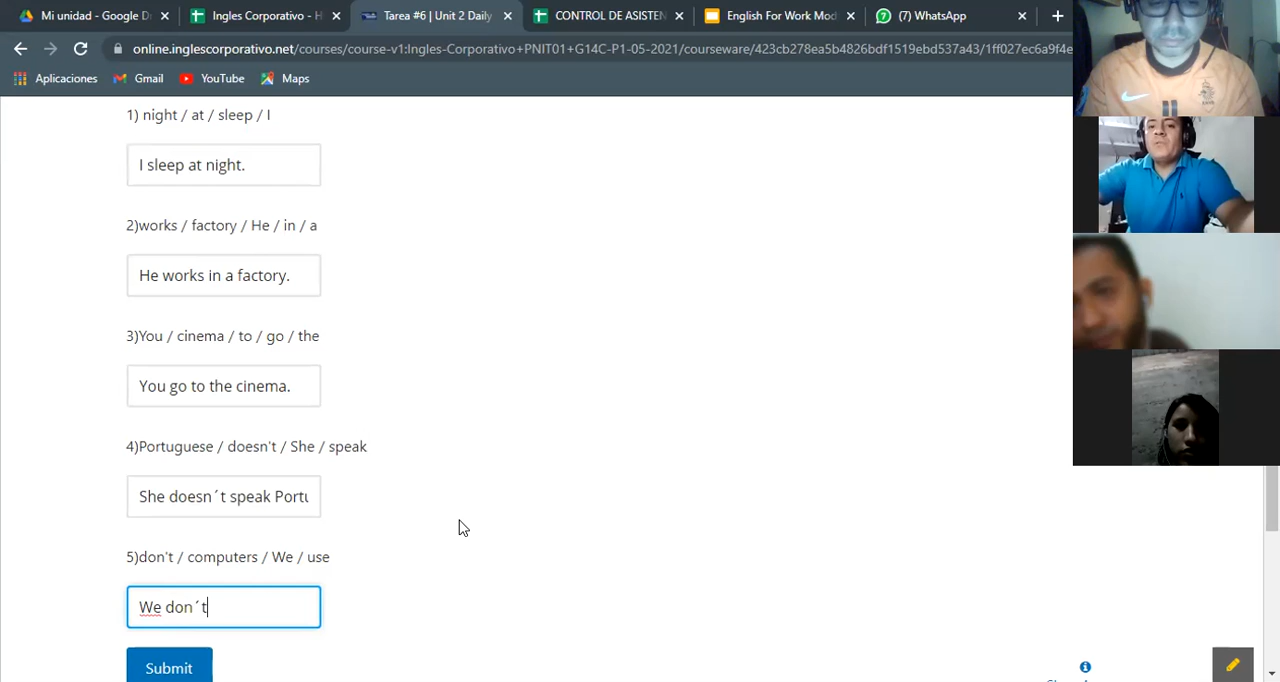 Mi unidad - Google D
Ingles Corporativo - H
Tarea #6 | Unit 2 Daily
CONTROL DE ASISTEN
English For Work Mod
(7) WhatsApp
online.inglescorporativo.net/courses/course-v1:Ingles-Corporativo+PNIT01+G14C-P1-05-2021/courseware/423cb278ea5b4826bdf1519ebd537a43/1ff027ec6a9f4e
Aplicaciones
Gmail
YouTube
Maps
1) night / at / sleep / I
I sleep at night.
2)works / factory / He / in / a
He works in a factory.
3)You / cinema / to / go / the
You go to the cinema.
4)Portuguese / doesn't / She / speak
She doesn´t speak Portu
5)don't / computers / We / use
We don´t
Submit